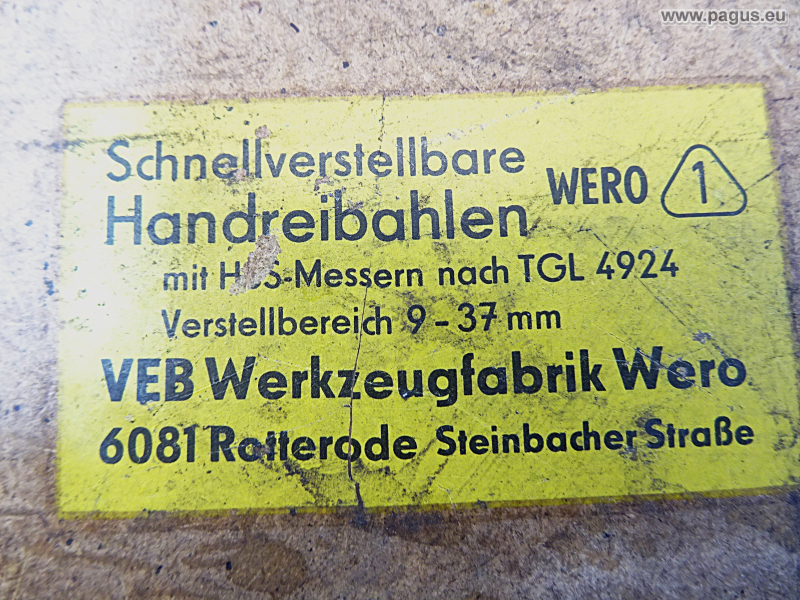 www.pagus.eu
Schnellverstellbare
Handreibahlen
WERO 1
mit HSS-Messern nach TGL 4924
Verstellbereich 9-37 mm
VEB Werkzeugfabrik Wero
6081 Rotterode Steinbacher Straße